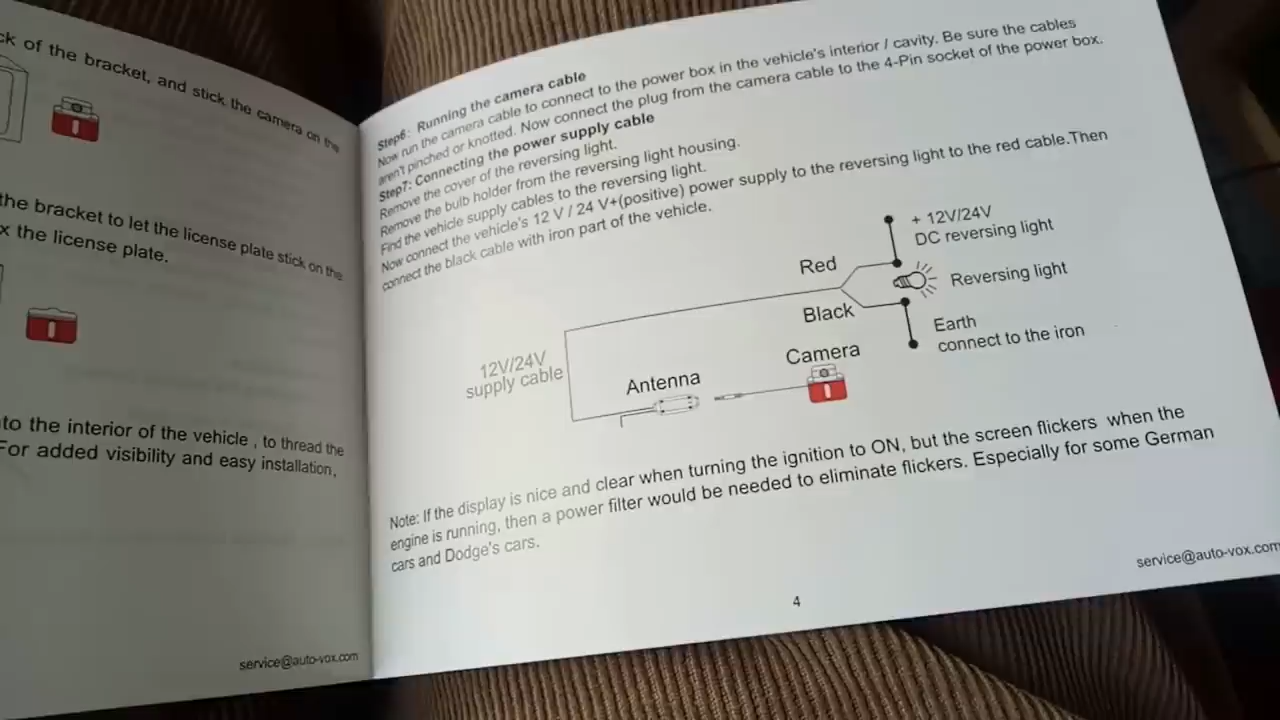 ck of the bracket, and stick the camera on the
the bracket to let the license plate stick on the
x the license plate.
to the interior of the vehicle , to thread the
For added visibility and easy installation,
service@auto-vox.com
Step6: Running the camera cable
Now run the camera cable to connect to the power box in the vehicle's interior / cavity. Be sure the cables
aren't pinched or knotted. Now connect the plug from the camera cable to the 4-Pin socket of the power box.
Step7: Connecting the power supply cable
Remove the cover of the reversing light.
Remove the bulb holder from the reversing light housing.
Find the vehicle supply cables to the reversing light.
Now connect the vehicle's 12 V / 24 V+(positive) power supply to the reversing light to the red cable.Then
connect the black cable with iron part of the vehicle.
+ 12V/24V
DC reversing light
Red
Reversing light
Black
Earth
connect to the iron
12V/24V
supply cable
Antenna
Camera
Note: If the display is nice and clear when turning the ignition to ON, but the screen flickers when the
engine is running, then a power filter would be needed to eliminate flickers. Especially for some German
cars and Dodge's cars.
service@auto-vox.com
4